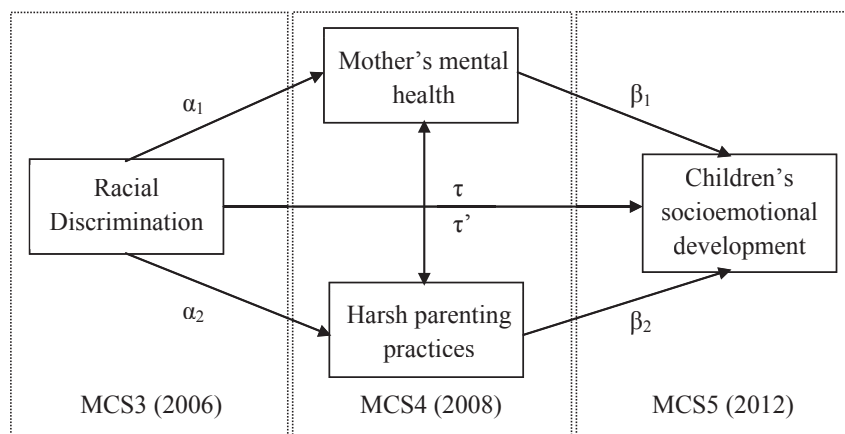 Mother’s mental
health
α1
β1
Racial
Discrimination
τ
τ’
Children’s
socioemotional
development
α2
Harsh parenting
practices
β2
MCS3 (2006)
MCS4 (2008)
MCS5 (2012)